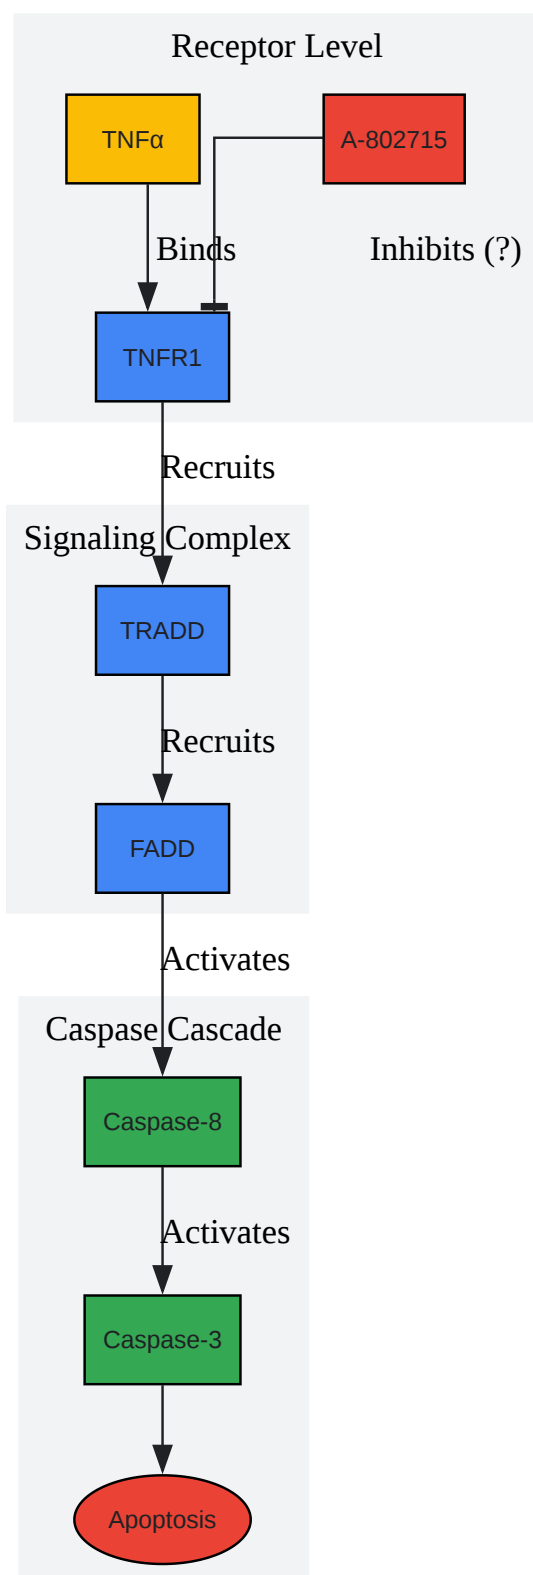 Receptor Level
TNFα
A-802715
Binds
Inhibits (?)
TNFR1
Recruits
Signaling Complex
TRADD
Recruits
FADD
Activates
Caspase Cascade
Caspase-8
Activates
Caspase-3
Apoptosis